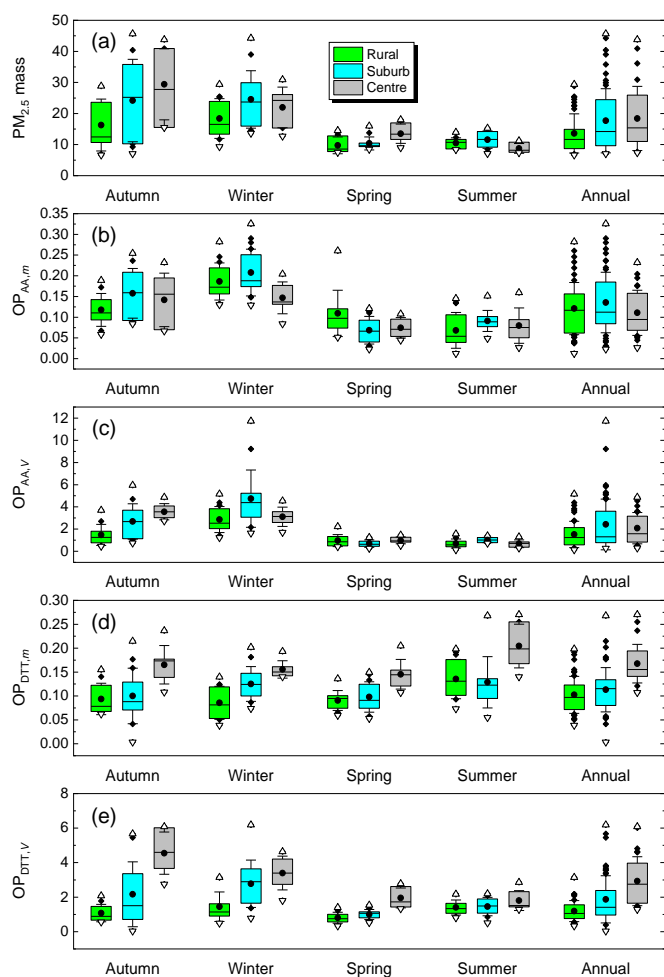 50
(a)
Rural
Suburb
Centre
40
30
20
10
0
PM2.5 mass
Autumn Winter Spring Summer Annual
0.35
(b)
0.30
0.25
0.20
0.15
0.10
0.05
0.00
OPAA,m
Autumn Winter Spring Summer Annual
12
(c)
10
8
6
4
2
0
OPAA,V
Autumn Winter Spring Summer Annual
0.30
(d)
0.25
0.20
0.15
0.10
0.05
0.00
OPDTT,m
Autumn Winter Spring Summer Annual
8
(e)
6
4
2
0
OPDTT,V
Autumn Winter Spring Summer Annual